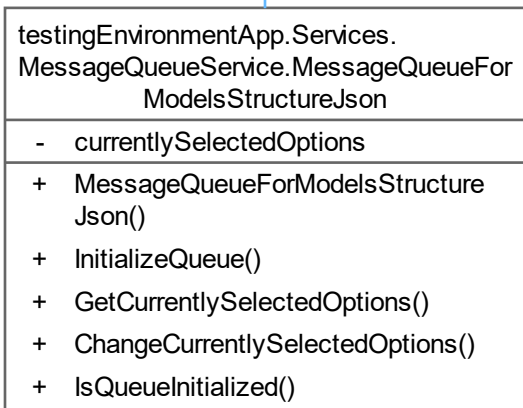 testingEnvironmentApp.Services.
MessageQueueService.MessageQueueFor
ModelsStructureJson
- currentlySelectedOptions
+ MessageQueueForModelsStructure
Json()
+ InitializeQueue()
+ GetCurrentlySelectedOptions()
+ ChangeCurrentlySelectedOptions()
+ IsQueueInitialized()